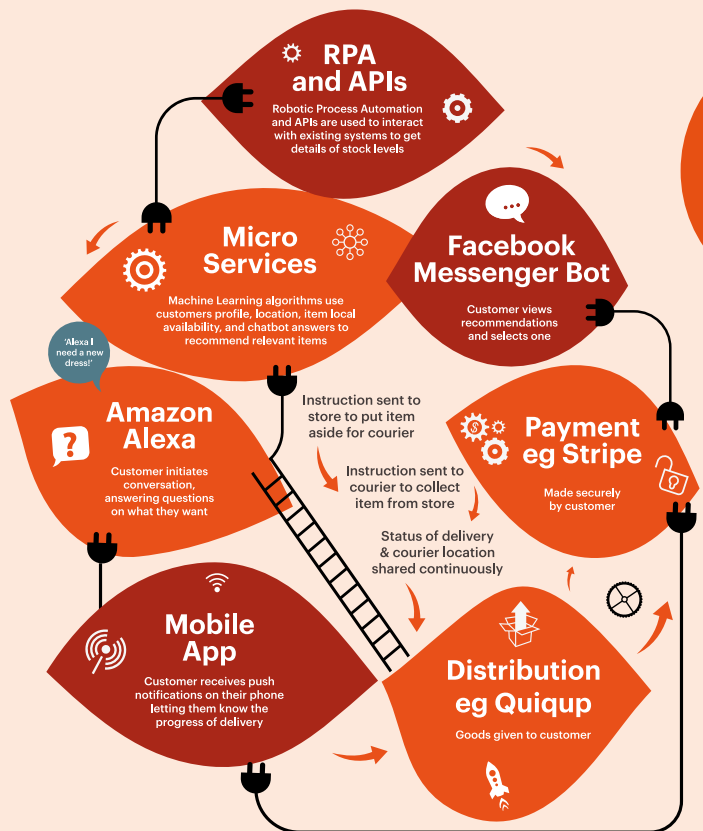 RPA
and APIs
Robotic Process Automation
and APIs are used to interact
with existing systems to get
details of stock levels
Micro
Services
Machine Learning algorithms use
customers profile, location, item local
availability, and chatbot answers to
recommend relevant items
Facebook
Messenger Bot
Customer views
recommendations
and selects one
'Alexa I
need a new
dress!'
Amazon
Alexa
?
Customer initiates
conversation,
answering questions
on what they want
Instruction sent to
store to put item
aside for courier
Instruction sent to
courier to collect
item from store
Status of delivery
& courier location
shared continuously
$
Payment
eg Stripe
Made securely
by customer
Mobile
App
Customer receives push
notifications on their phone
letting them know the
progress of delivery
Distribution
eg Quiqup
Goods given to customer